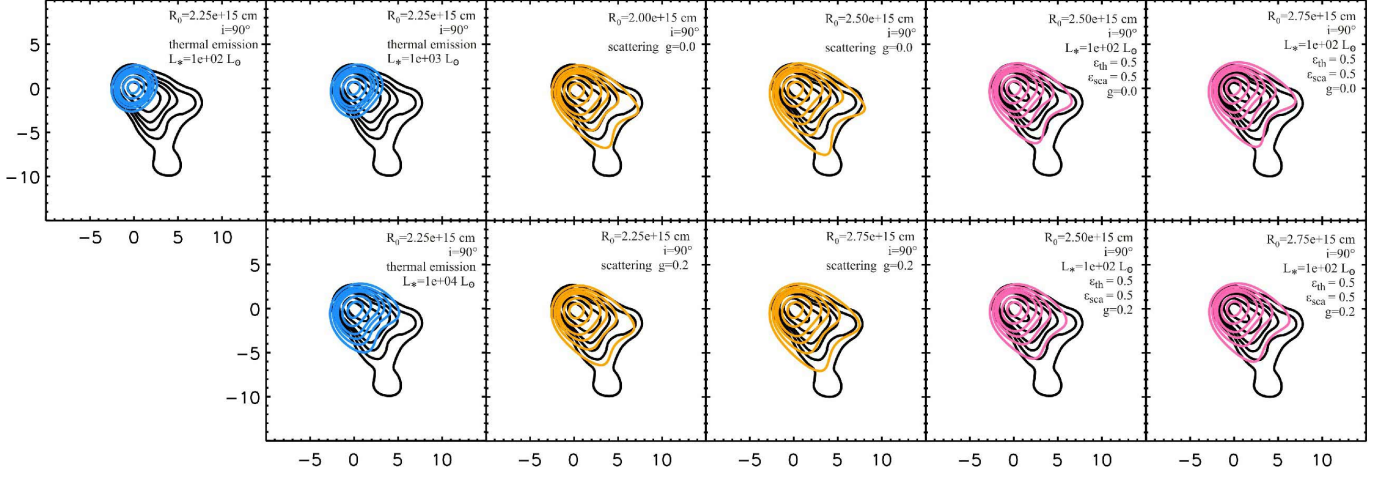 R₀=2.25e+15 cm
i=90°
thermal emission
L*=1e+02 L⊙
R₀=2.25e+15 cm
i=90°
thermal emission
L*=1e+03 L⊙
R₀=2.00e+15 cm
i=90°
scattering g=0.0
R₀=2.50e+15 cm
i=90°
scattering g=0.0
R₀=2.50e+15 cm
i=90°
L*=1e+02 L⊙
εth = 0.5
εsca = 0.5
g=0.0
R₀=2.75e+15 cm
i=90°
L*=1e+02 L⊙
εth = 0.5
εsca = 0.5
g=0.0
5
0
−5
−10
−5 0 5
R₀=2.25e+15 cm
i=90°
thermal emission
L*=1e+04 L⊙
R₀=2.25e+15 cm
i=90°
scattering g=0.2
R₀=2.75e+15 cm
i=90°
scattering g=0.2
R₀=2.50e+15 cm
i=90°
L*=1e+02 L⊙
εth = 0.5
εsca = 0.5
g=0.2
R₀=2.75e+15 cm
i=90°
L*=1e+02 L⊙
εth = 0.5
εsca = 0.5
g=0.2
5
0
−5
−10
−5 0 5 10 −5 0 5 10 −5 0 5 10 −5 0 5 10 −5 0 5 10